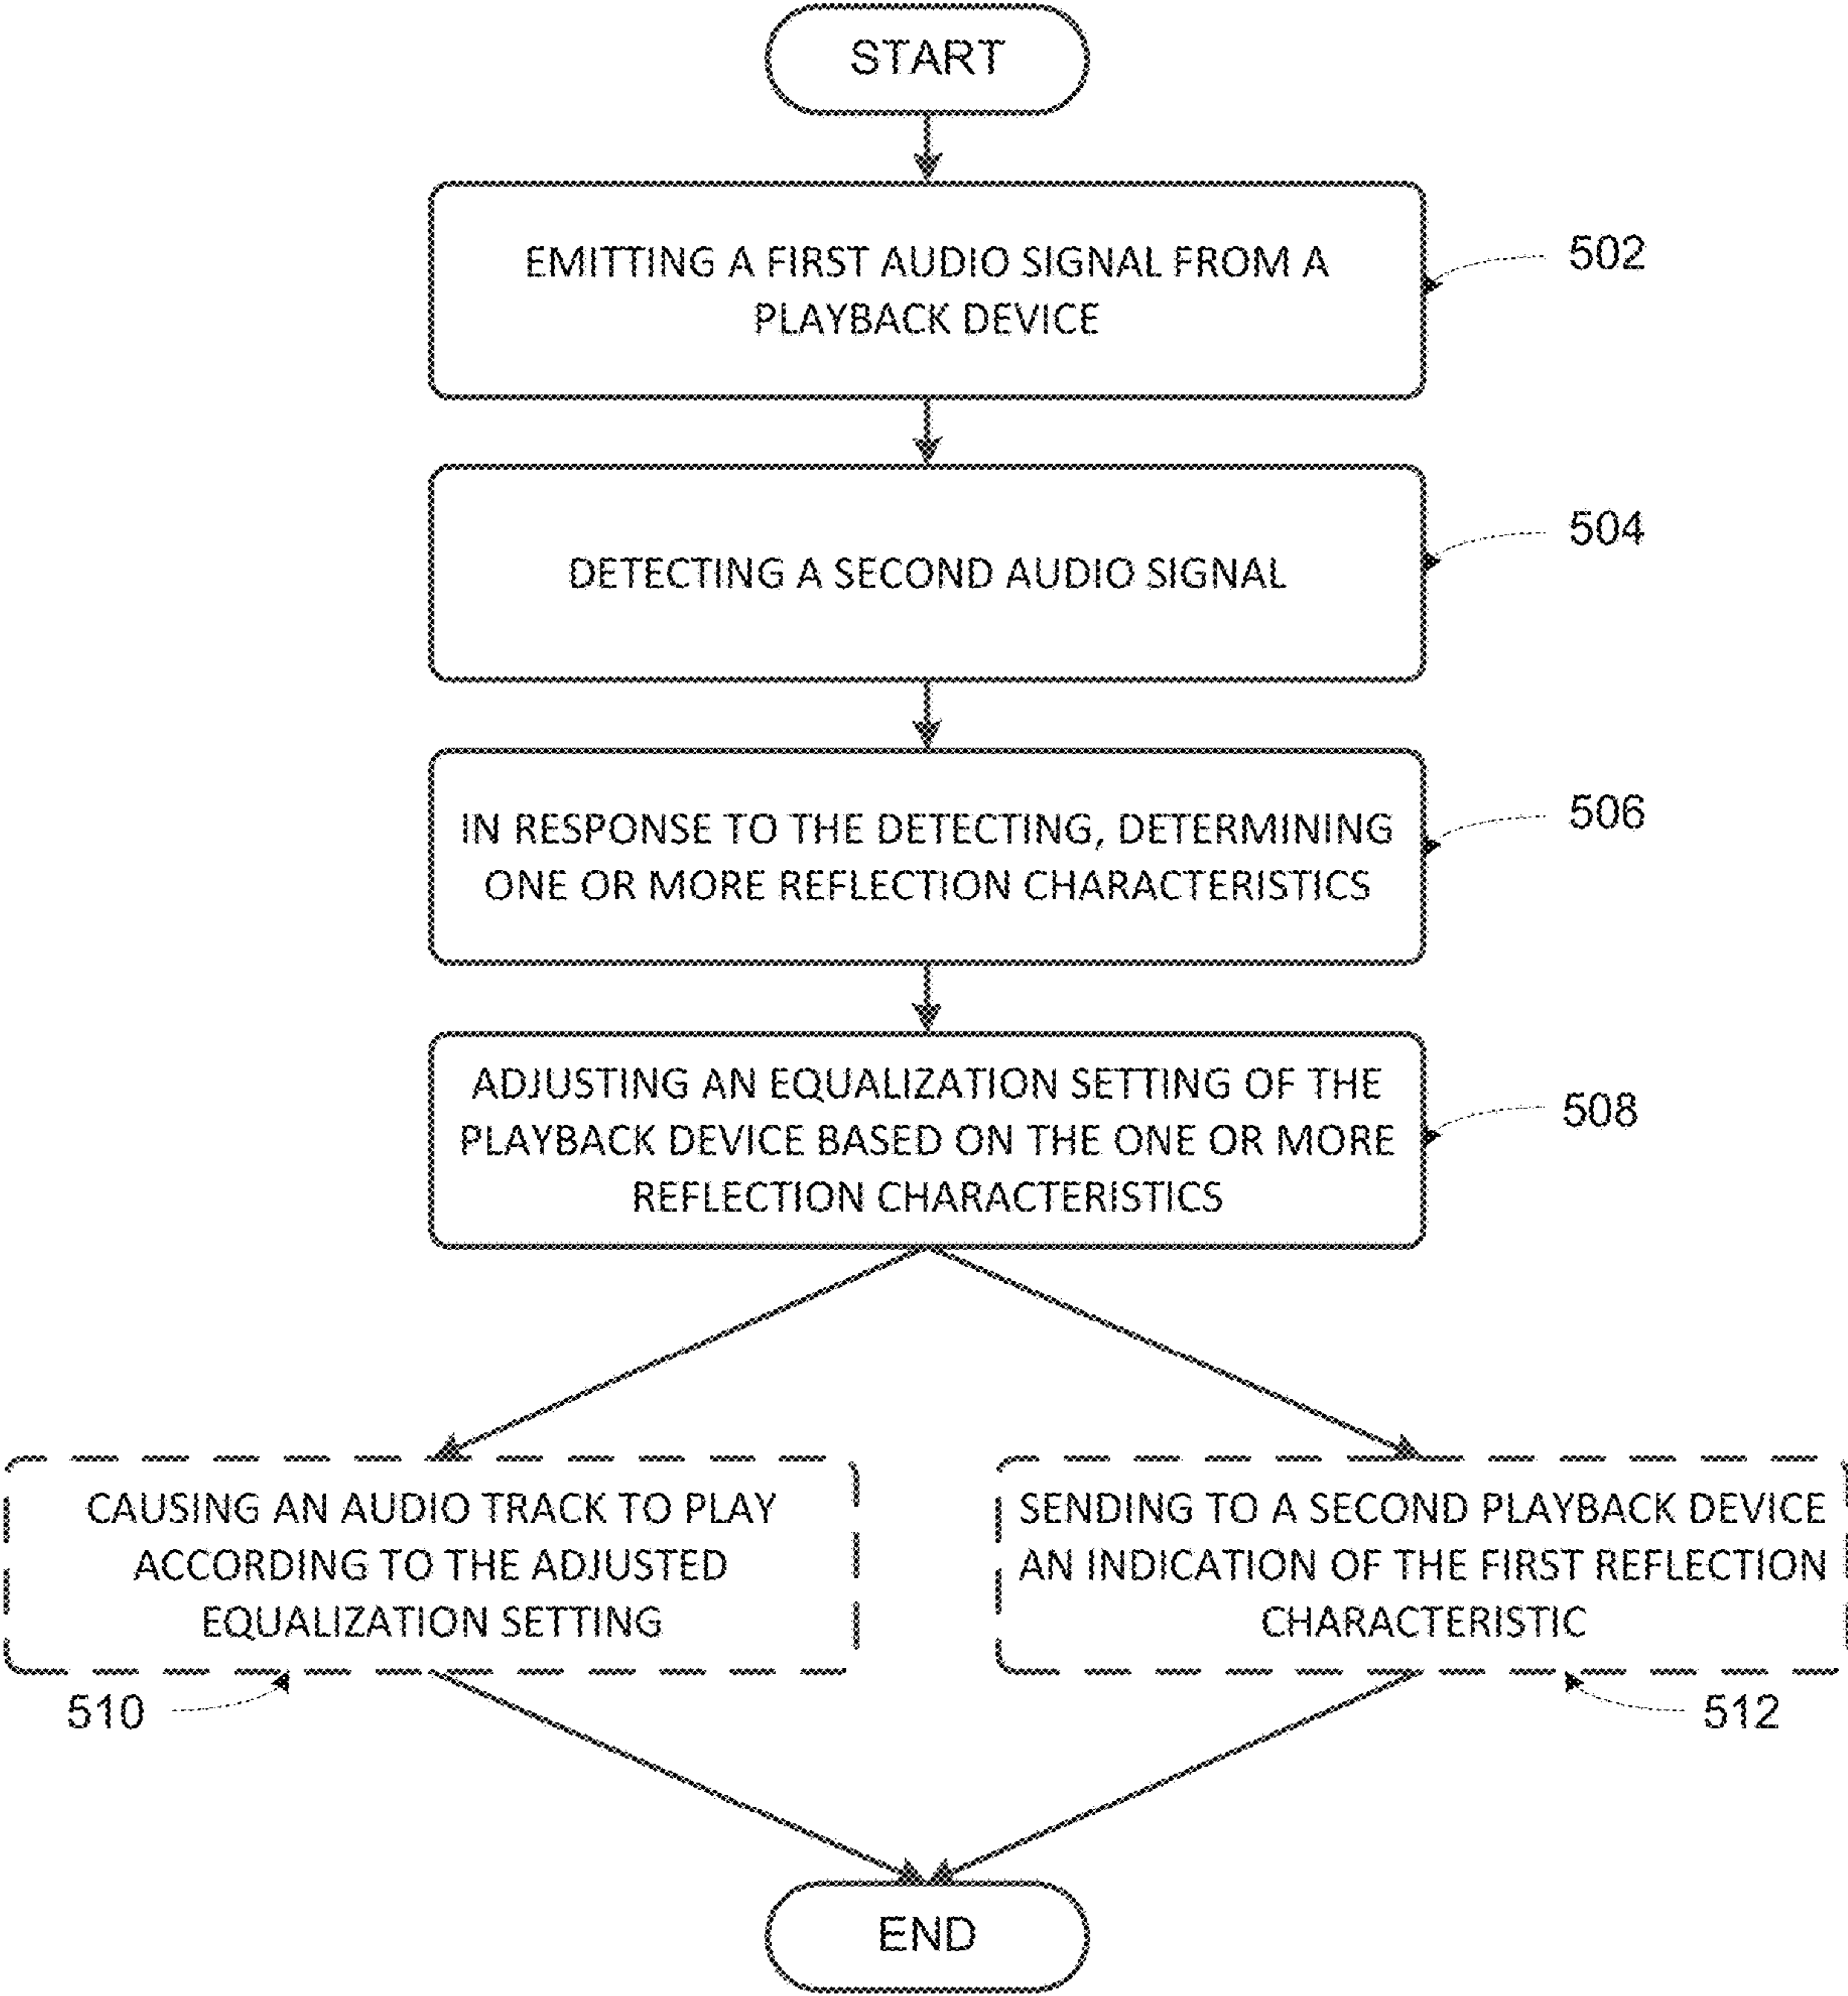 START
EMITTING A FIRST AUDIO SIGNAL FROM A
PLAYBACK DEVICE
502
DETECTING A SECOND AUDIO SIGNAL
504
IN RESPONSE TO THE DETECTING, DETERMINING
ONE OR MORE REFLECTION CHARACTERISTICS
506
ADJUSTING AN EQUALIZATION SETTING OF THE
PLAYBACK DEVICE BASED ON THE ONE OR MORE
REFLECTION CHARACTERISTICS
508
CAUSING AN AUDIO TRACK TO PLAY
ACCORDING TO THE ADJUSTED
EQUALIZATION SETTING
510
SENDING TO A SECOND PLAYBACK DEVICE
AN INDICATION OF THE FIRST REFLECTION
CHARACTERISTIC
512
END